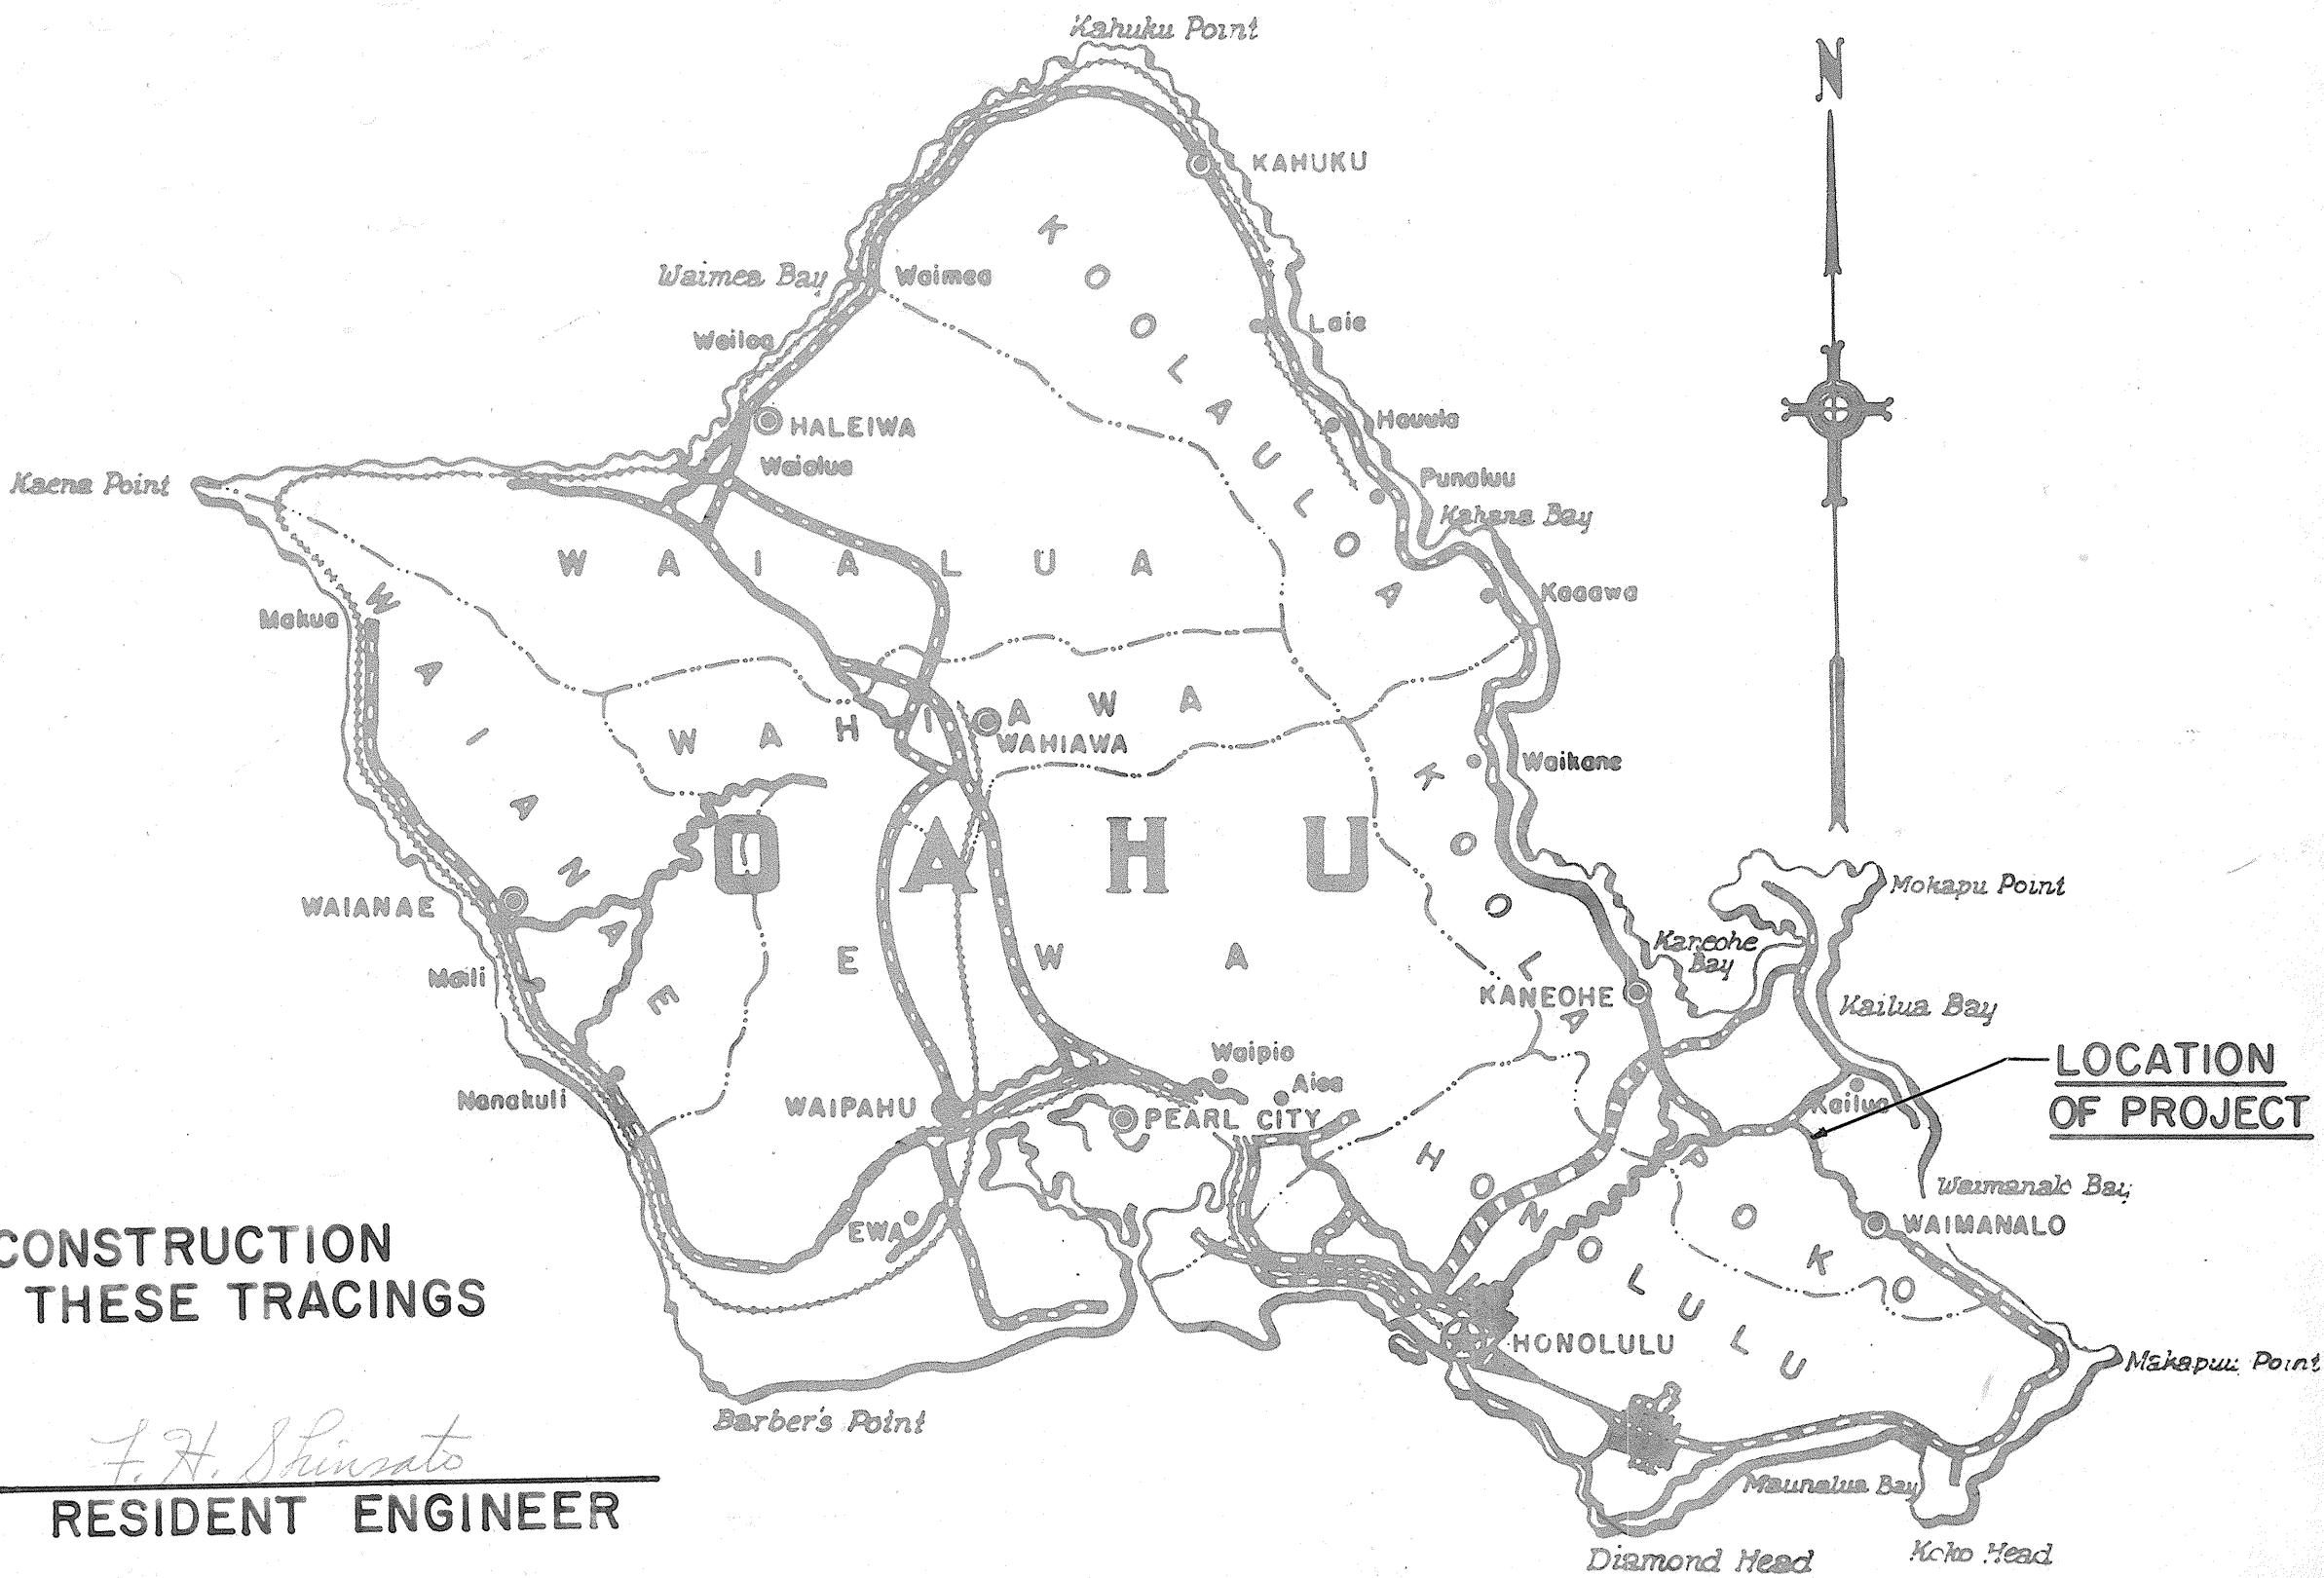 Kahuku Point
N
KAHUKU
KOOLAULOA
Waimea Bay
Waimea
Laie
HALEIWA
Hauula
Waialua
Kaena Point
Punaluu
Kahana Bay
WAIALUA
Kaaawa
Makua
WAIANAE
WAHIAWA
WAHIAWA
Waikane
KOOLAUPOKO
OAHU
Mokapu Point
WAIANAE
EWA
Kaneohe
Bay
Maili
KANEOHE
Kailua Bay
Waipio
LOCATION
OF PROJECT
Aiea
Nanakuli
WAIPAHU
PEARL CITY
Kailua
HONOLULU
Waimanalo Bay
WAIMANALO
EWA
CONSTRUCTION
THESE TRACINGS
HONOLULU
Makapuu Point
Barber's Point
F. H. Shinsato
Maunalua Bay
RESIDENT ENGINEER
Diamond Head
Koko Head